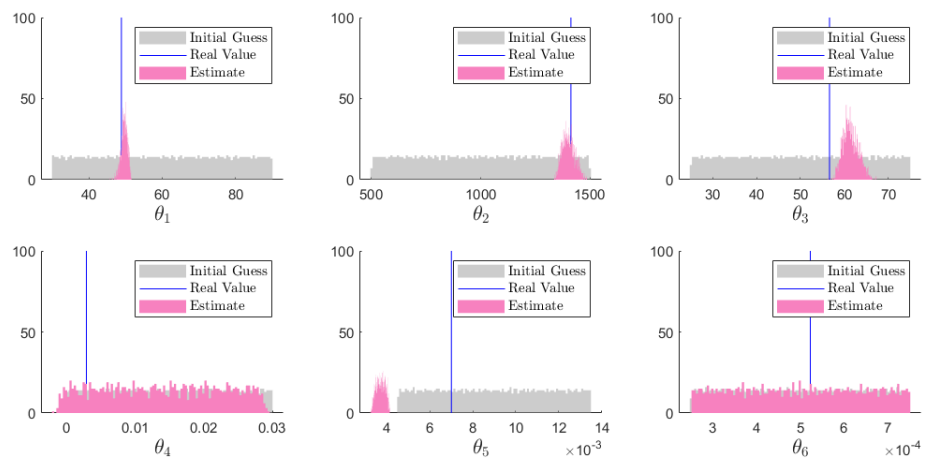 100
50
0
40
60
80
θ1
Initial Guess
Real Value
Estimate
100
50
0
500
1000
1500
θ2
Initial Guess
Real Value
Estimate
100
50
0
30
40
50
60
70
θ3
Initial Guess
Real Value
Estimate
100
50
0
0
0.01
0.02
0.03
θ4
Initial Guess
Real Value
Estimate
100
50
0
4
6
8
10
12
14
×10-3
θ5
Initial Guess
Real Value
Estimate
100
50
0
3
4
5
6
7
×10-4
θ6
Initial Guess
Real Value
Estimate